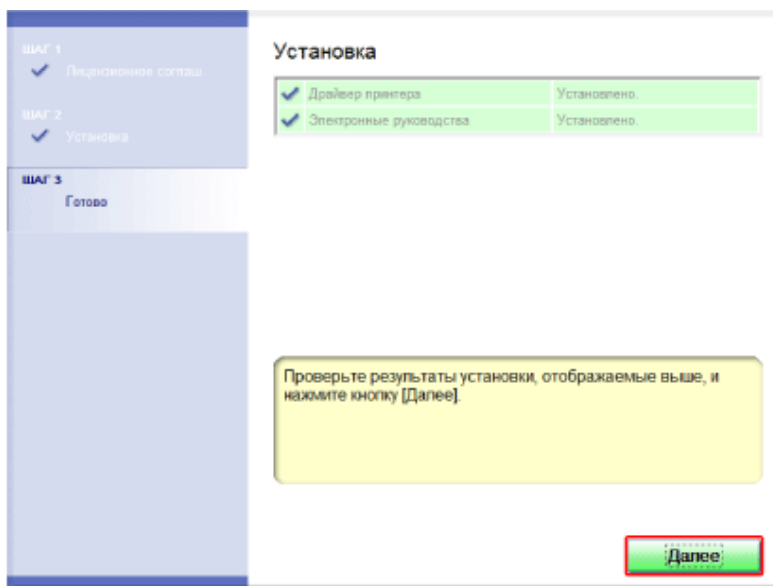 ШАГ 1
Лицензионное соглаш
ШАГ 2
Установка
ШАГ 3
Готово
Установка
Драйвер принтера Установлено.
Электронные руководства Установлено.
Проверьте результаты установки, отображаемые выше, и
нажмите кнопку [Далее].
Далее